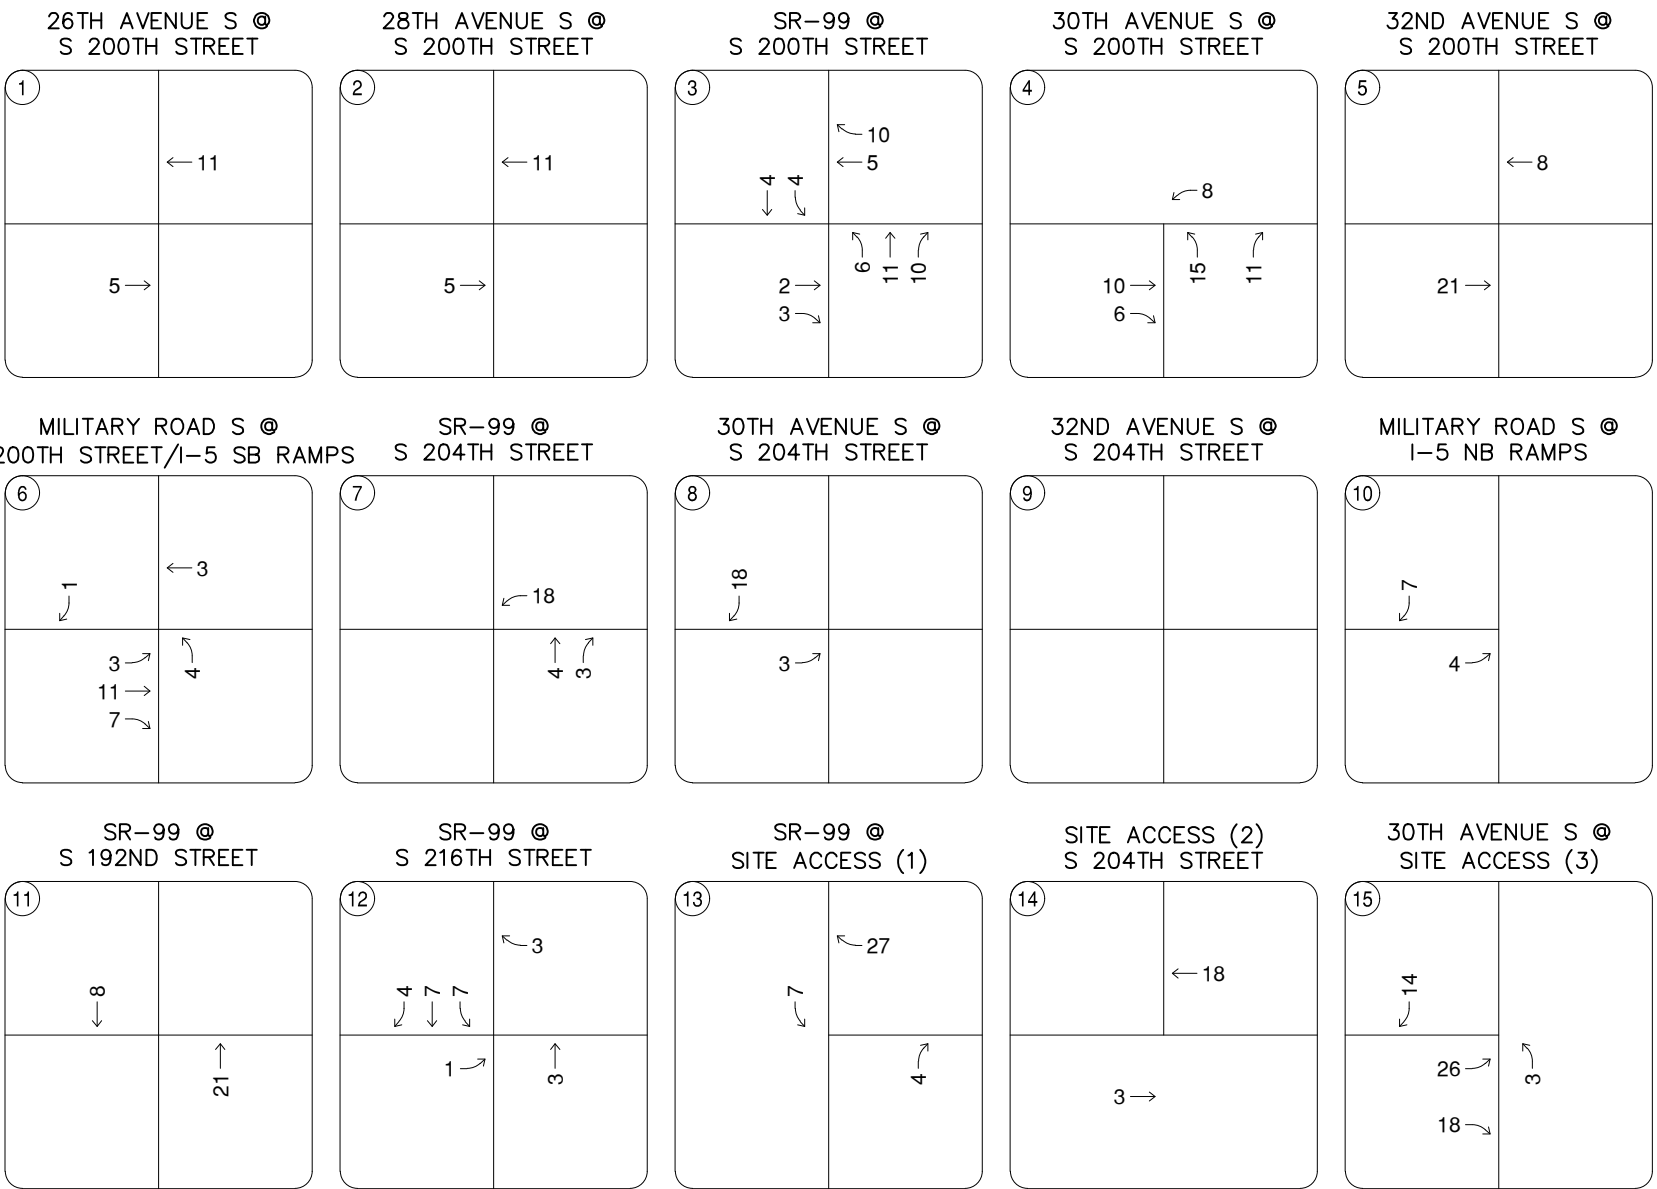 26TH AVENUE S @
S 200TH STREET
1
11
5
28TH AVENUE S @
S 200TH STREET
2
11
5
SR-99 @
S 200TH STREET
3
10
5
4 4
6 11 10
2
3
30TH AVENUE S @
S 200TH STREET
4
8
15 11
10
6
32ND AVENUE S @
S 200TH STREET
5
8
21
MILITARY ROAD S @
200TH STREET/I-5 SB RAMPS
6
3
1
3
4
11
7
SR-99 @
S 204TH STREET
7
18
4 3
30TH AVENUE S @
S 204TH STREET
8
18
3
32ND AVENUE S @
S 204TH STREET
9
MILITARY ROAD S @
I-5 NB RAMPS
10
7
4
SR-99 @
S 192ND STREET
11
8
21
SR-99 @
S 216TH STREET
12
3
4 7 7
1
3
SR-99 @
SITE ACCESS (1)
13
27
7
4
SITE ACCESS (2)
S 204TH STREET
14
18
3
30TH AVENUE S @
SITE ACCESS (3)
15
14
26
3
18